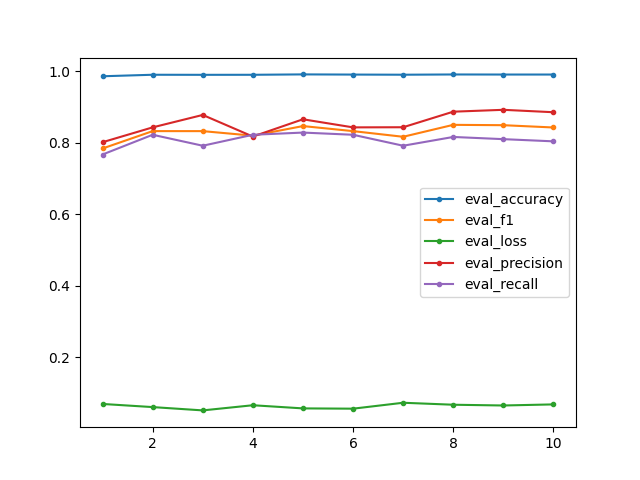 1.0
0.8
0.6
0.4
0.2
eval_accuracy
eval_f1
eval_loss
eval_precision
eval_recall
2 4 6 8 10